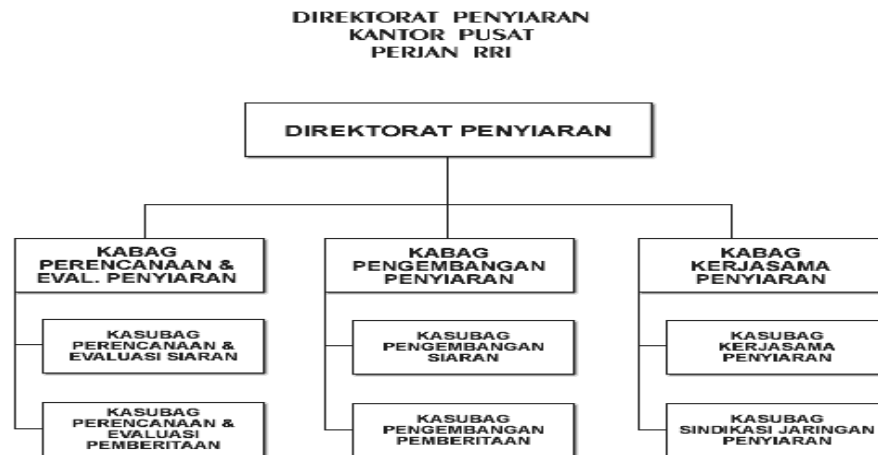 DIREKTORAT PENYIARAN
KANTOR PUSAT
PERJAN RRI
DIREKTORAT PENYIARAN
KABAG
PERENCANAAN &
EVAL. PENYIARAN
KABAG
PENGEMBANGAN
PENYIARAN
KABAG
KERJASAMA
PENYIARAN
KASUBAG
PERENCANAAN &
EVALUASI SIARAN
KASUBAG
PENGEMBANGAN
SIARAN
KASUBAG
KERJASAMA
PENYIARAN
KASUBAG
PERENCANAAN &
EVALUASI
PEMBERITAAN
KASUBAG
PENGEMBANGAN
PEMBERITAAN
KASUBAG
SINDIKASI JARINGAN
PENYIARAN